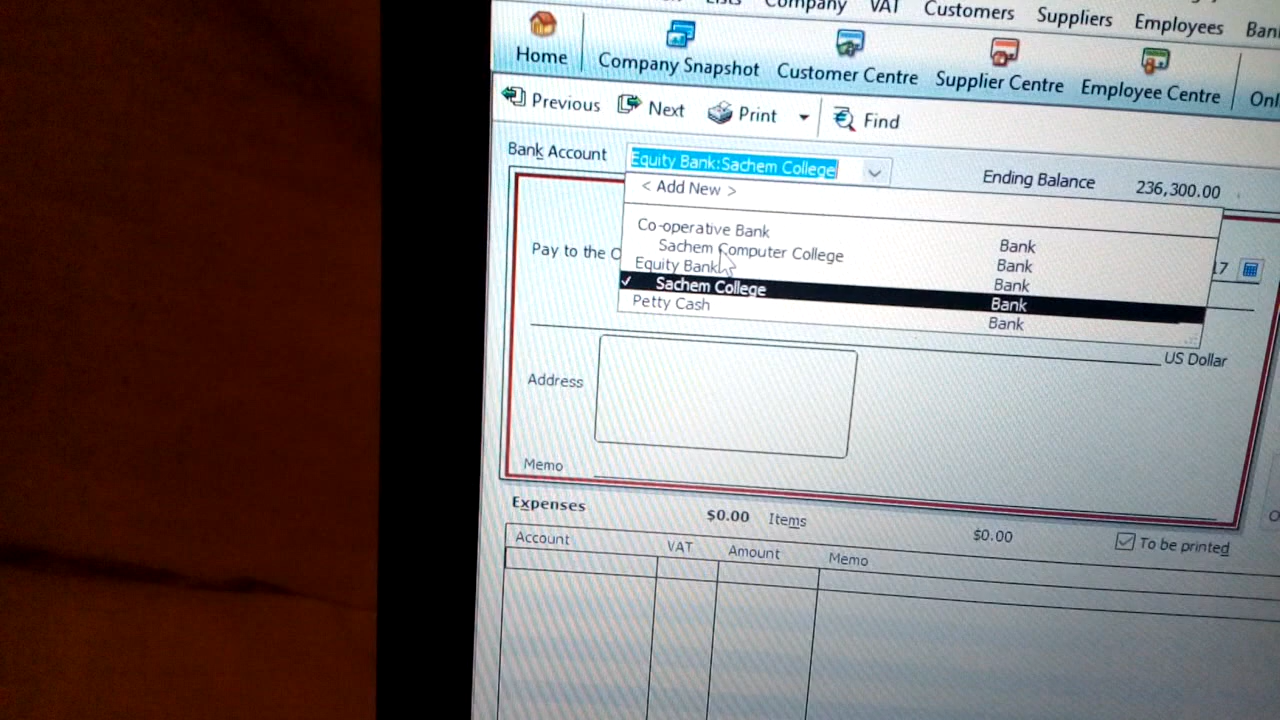 Lists Company VAT Customers Suppliers Employees
Home Company Snapshot Customer Centre Supplier Centre Employee Centre
Previous Next Print Find
Bank Account Equity Bank:Sachem College Ending Balance 236,300.00
< Add New >
Co-operative Bank Bank
Sachem Computer College Bank
Equity Bank Bank
✓ Sachem College Bank
Petty Cash Bank
Pay to the O 17
US Dollar
Address
Memo
Expenses $0.00 Items $0.00 To be printed
Account VAT Amount Memo